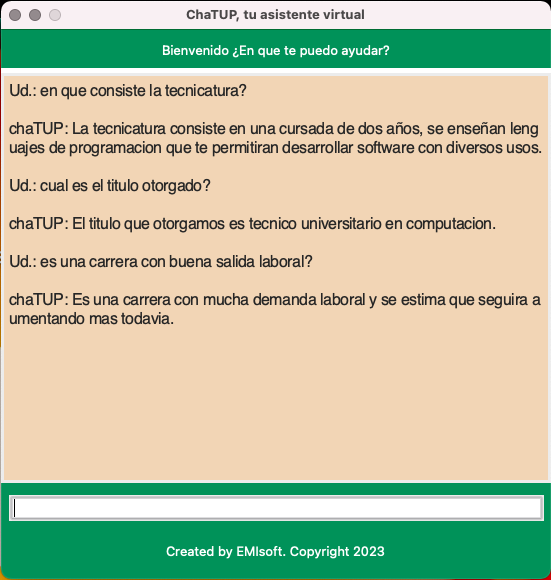 ChaTUP, tu asistente virtual
Bienvenido ¿En que te puedo ayudar?
Ud.: en que consiste la tecnicatura?
chaTUP: La tecnicatura consiste en una cursada de dos años, se enseñan leng
uajes de programacion que te permitiran desarrollar software con diversos usos.
Ud.: cual es el titulo otorgado?
chaTUP: El titulo que otorgamos es tecnico universitario en computacion.
Ud.: es una carrera con buena salida laboral?
chaTUP: Es una carrera con mucha demanda laboral y se estima que seguira a
umentando mas todavia.
Created by EMIsoft. Copyright 2023